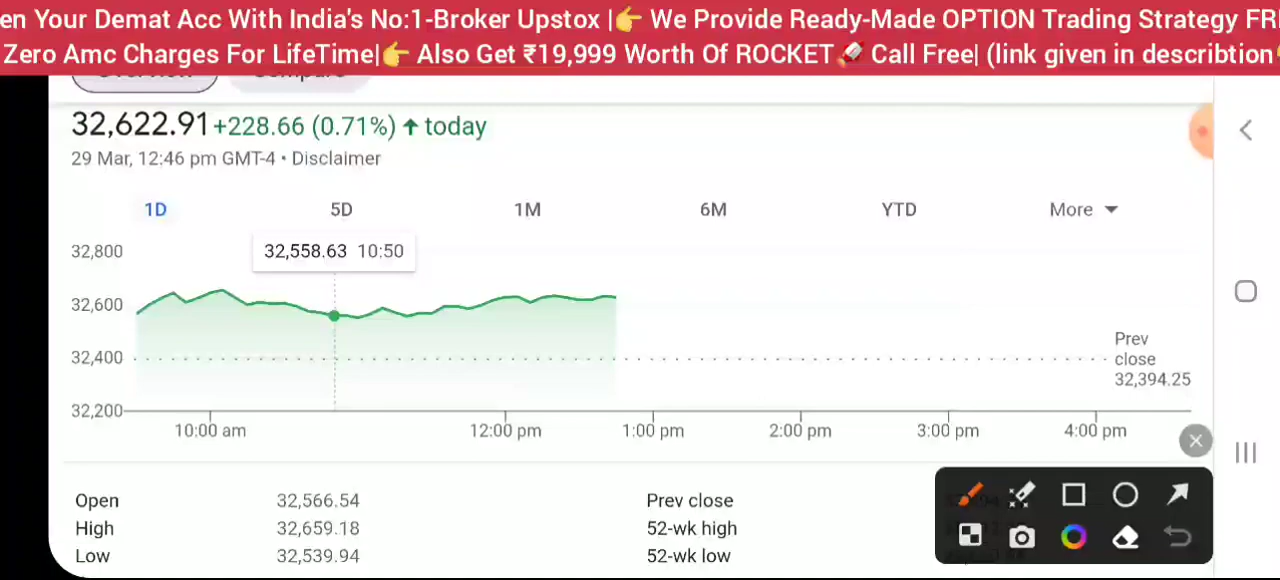 en Your Demat Acc With India's No:1-Broker Upstox |👉 We Provide Ready-Made OPTION Trading Strategy FR
Zero Amc Charges For LifeTime|👉 Also Get ₹19,999 Worth Of ROCKET🚀 Call Free| (link given in describtion
Overview Compare
32,622.91 +228.66 (0.71%) ↑ today
29 Mar, 12:46 pm GMT-4 • Disclaimer
1D 5D 1M 6M YTD More
32,558.63 10:50
32,800
32,600
32,400
32,200
Prev
close
32,394.25
10:00 am 12:00 pm 1:00 pm 2:00 pm 3:00 pm 4:00 pm
Open 32,566.54 Prev close
High 32,659.18 52-wk high
Low 32,539.94 52-wk low